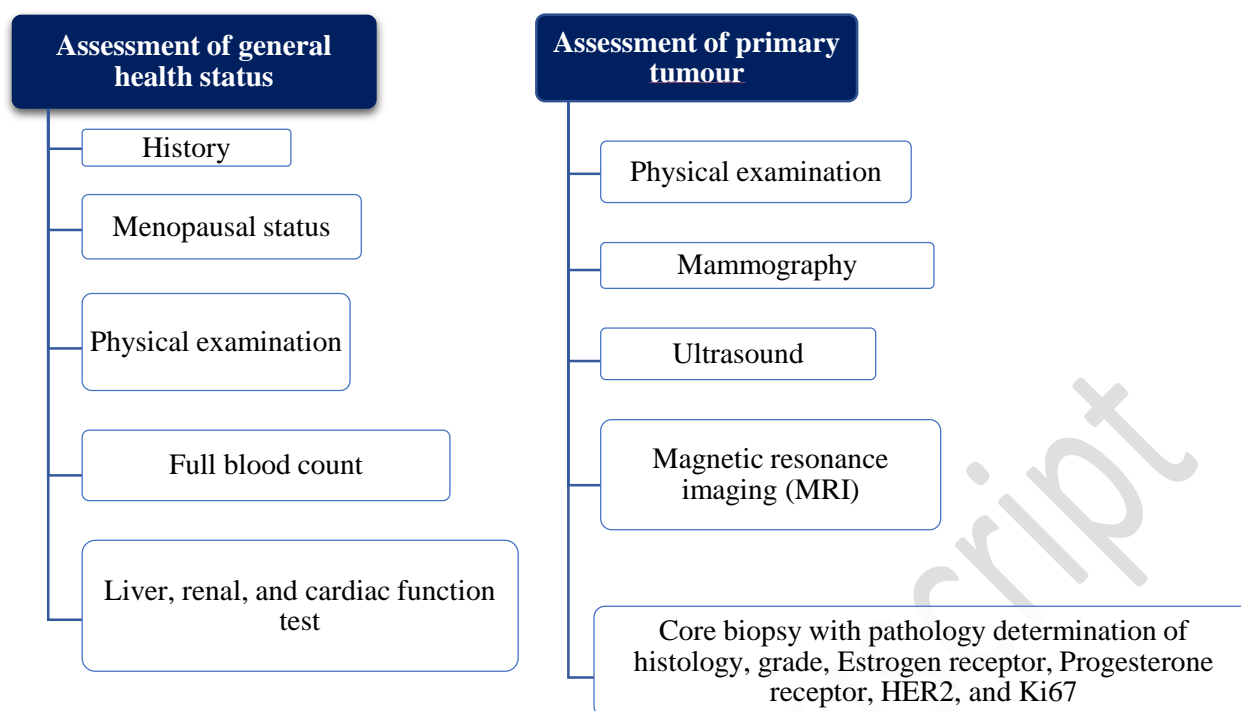 Assessment of general
health status
History
Menopausal status
Physical examination
Full blood count
Liver, renal, and cardiac function
test
Assessment of primary
tumour
Physical examination
Mammography
Ultrasound
Magnetic resonance
imaging (MRI)
Core biopsy with pathology determination of
histology, grade, Estrogen receptor, Progesterone
receptor, HER2, and Ki67